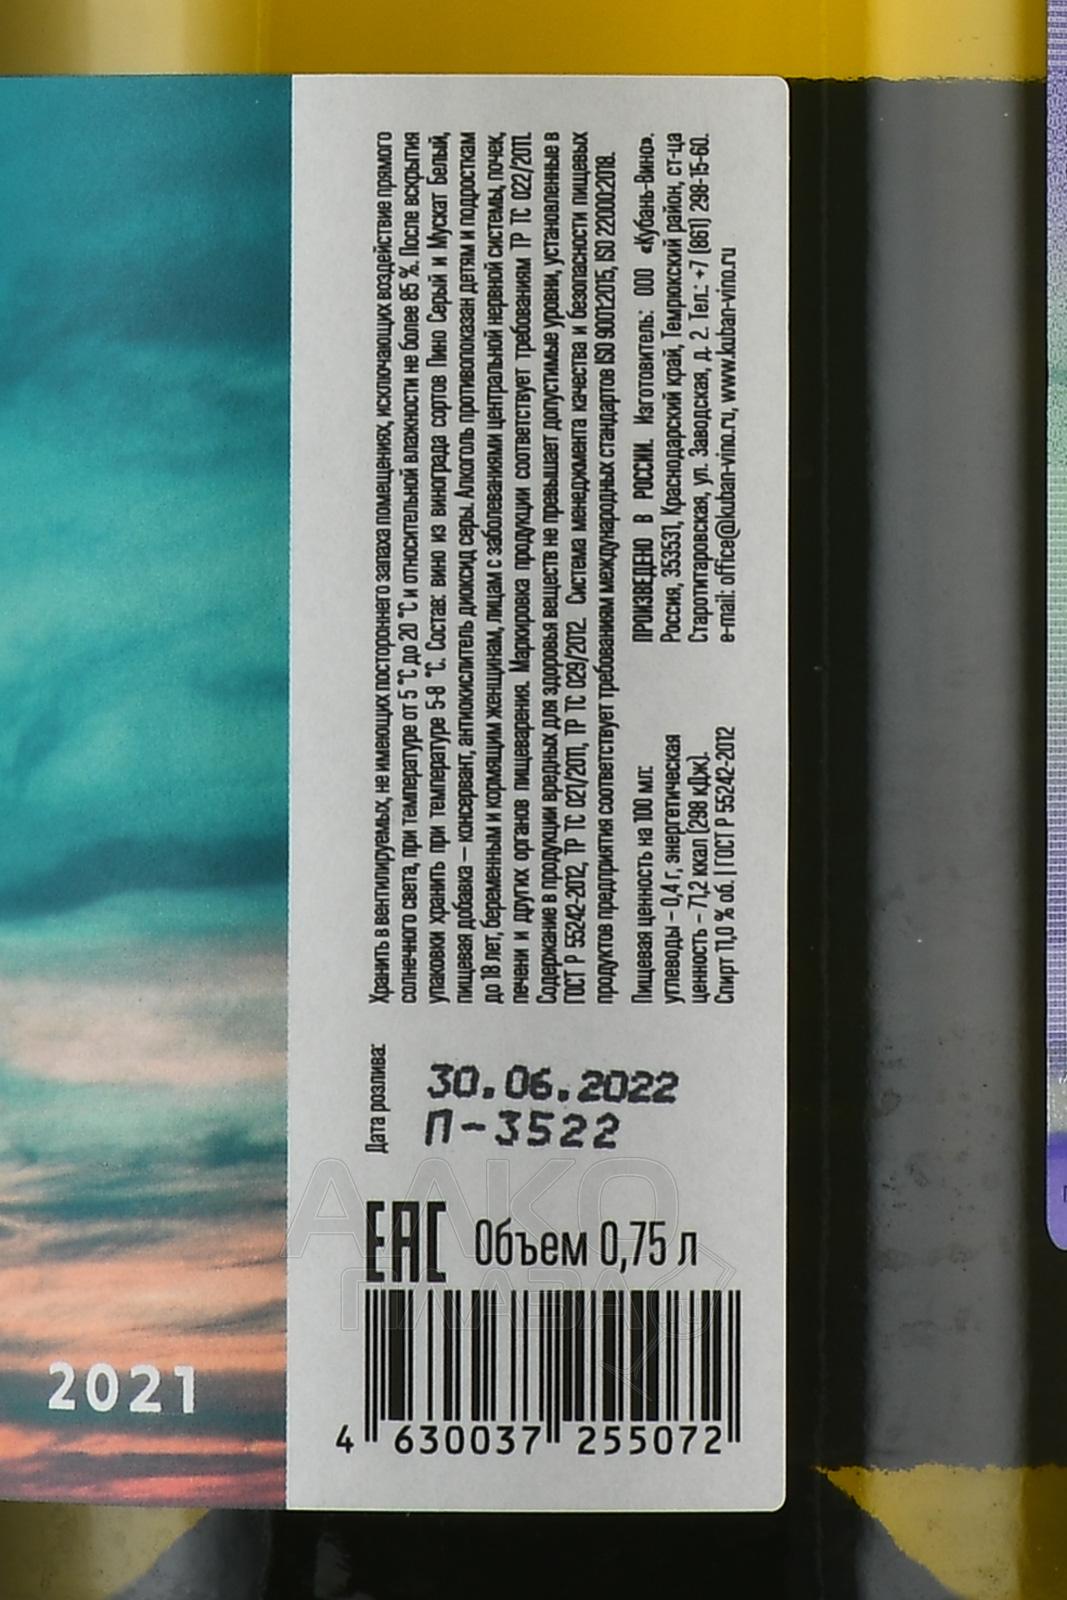 Хранить в вентилируемых, не имеющих постороннего запаха помещениях, исключающих воздействие прямого
солнечного света, при температуре от 5 °С до 20 °С и относительной влажности не более 85 %. После вскрытия
упаковки хранить при температуре 5-8 °С. Состав: вино из винограда сортов Пино Серый и Мускат Белый,
пищевая добавка – консервант, антиокислитель диоксид серы. Алкоголь противопоказан детям и подросткам
до 18 лет, беременным и кормящим женщинам, лицам с заболеваниями центральной нервной системы, почек,
печени и других органов пищеварения. Маркировка продукции соответствует требованиям ТР ТС 022/2011.
Содержание в продукции вредных для здоровья веществ не превышает допустимые уровни, установленные в
ГОСТ Р 55242-2012, ТР ТС 021/2011, ТР ТС 029/2012. Система менеджмента качества и безопасности пищевых
продуктов предприятия соответствует требованиям международных стандартов ISO 9001:2015, ISO 22000:2018.
Пищевая ценность на 100 мл:
углеводы – 0,4 г, энергетическая
ценность – 71,2 ккал (298 кДж).
Спирт 11,0 % об. | ГОСТ Р 55242-2012
ПРОИЗВЕДЕНО В РОССИИ. Изготовитель: ООО «Кубань-Вино».
Россия, 353531, Краснодарский край, Темрюкский район, ст-ца
Старотитаровская, ул. Заводская, д. 2. Тел.: +7 (861) 298-15-60.
e-mail: office@kuban-vino.ru, www.kuban-vino.ru
Дата розлива:
30.06.2022
П-3522
АЛКО
ПЛАЗА
EAC Объем 0,75 л
4 630037 255072
2021